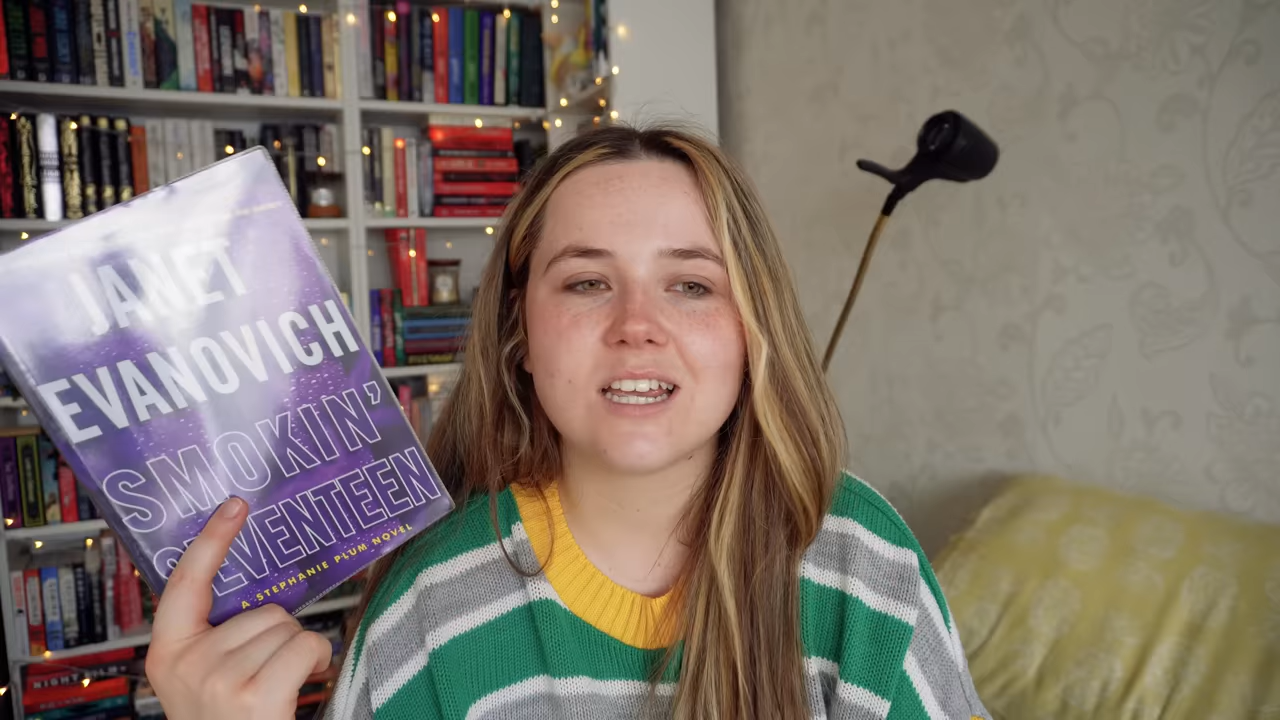 JANET
EVANOVICH
SMOKIN'
SEVENTEEN
A STEPHANIE PLUM NOVEL